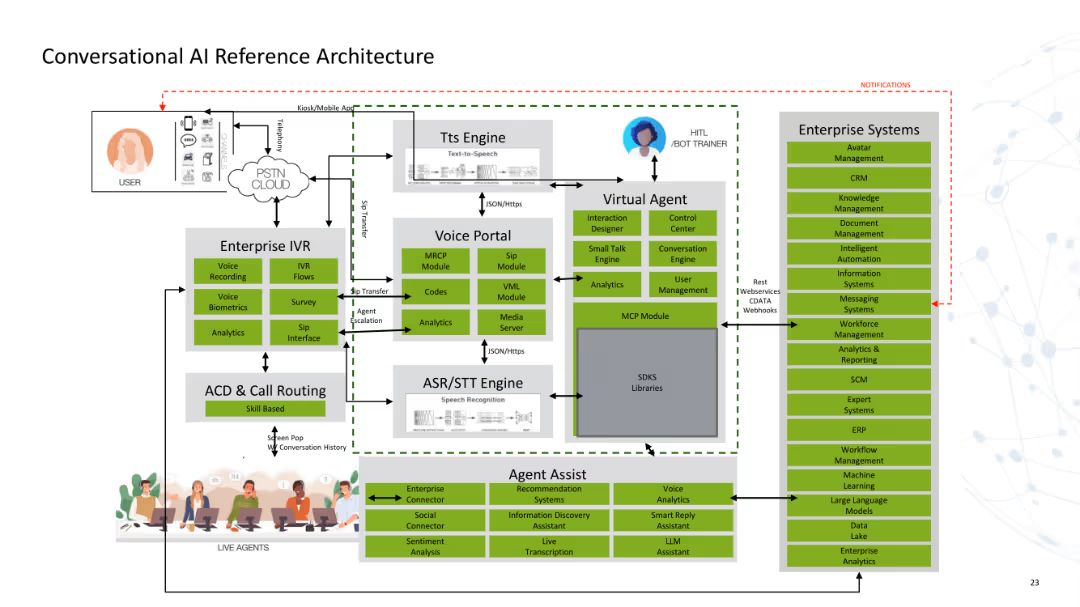 Conversational AI Reference Architecture
NOTIFICATIONS
Kiosk/Mobile App
Telephony
USER
PSTN
CLOUD
Sip Transfer
Tts Engine
Text-to-Speech
HITL
/BOT TRAINER
JSON/Https
Enterprise IVR
Voice
Recording
IVR
Flows
Voice
Biometrics
Survey
Analytics
Sip
Interface
Sip Transfer
Agent
Escalation
Voice Portal
MRCP
Module
Sip
Module
Codes
VML
Module
Analytics
Media
Server
JSON/Https
Virtual Agent
Interaction
Designer
Control
Center
Small Talk
Engine
Conversation
Engine
Analytics
User
Management
MCP Module
SDKS
Libraries
Rest
Webservices
CDATA
Webhooks
ACD & Call Routing
Skill Based
ASR/STT Engine
Speech Recognition
Screen Pop
W/ Conversation History
LIVE AGENTS
Agent Assist
Enterprise
Connector
Recommendation
Systems
Voice
Analytics
Social
Connector
Information Discovery
Assistant
Smart Reply
Assistant
Sentiment
Analysis
Live
Transcription
LLM
Assistant
Enterprise Systems
Avatar
Management
CRM
Knowledge
Management
Document
Management
Intelligent
Automation
Information
Systems
Messaging
Systems
Workforce
Management
Analytics &
Reporting
SCM
Expert
Systems
ERP
Workflow
Management
Machine
Learning
Large Language
Models
Data
Lake
Enterprise
Analytics
23